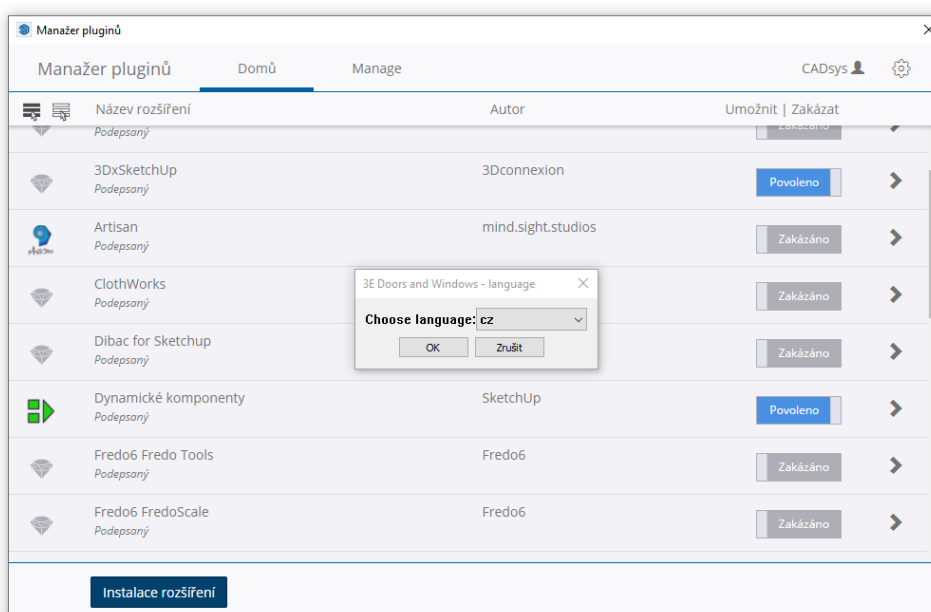 Manažer pluginů
Manažer pluginů Domů Manage CADsys
Název rozšíření Autor Umožnit | Zakázat
Podepsaný Zakázáno
3DxSketchUp 3Dconnexion
Podepsaný Povoleno
Artisan mind.sight.studios
Podepsaný Zakázáno
ClothWorks
Podepsaný Zakázáno
3E Doors and Windows - language
Choose language: cz
OK Zrušit
Dibac for Sketchup
Podepsaný Zakázáno
Dynamické komponenty SketchUp
Podepsaný Povoleno
Fredo6 Fredo Tools Fredo6
Podepsaný Zakázáno
Fredo6 FredoScale Fredo6
Podepsaný Zakázáno
Instalace rozšíření